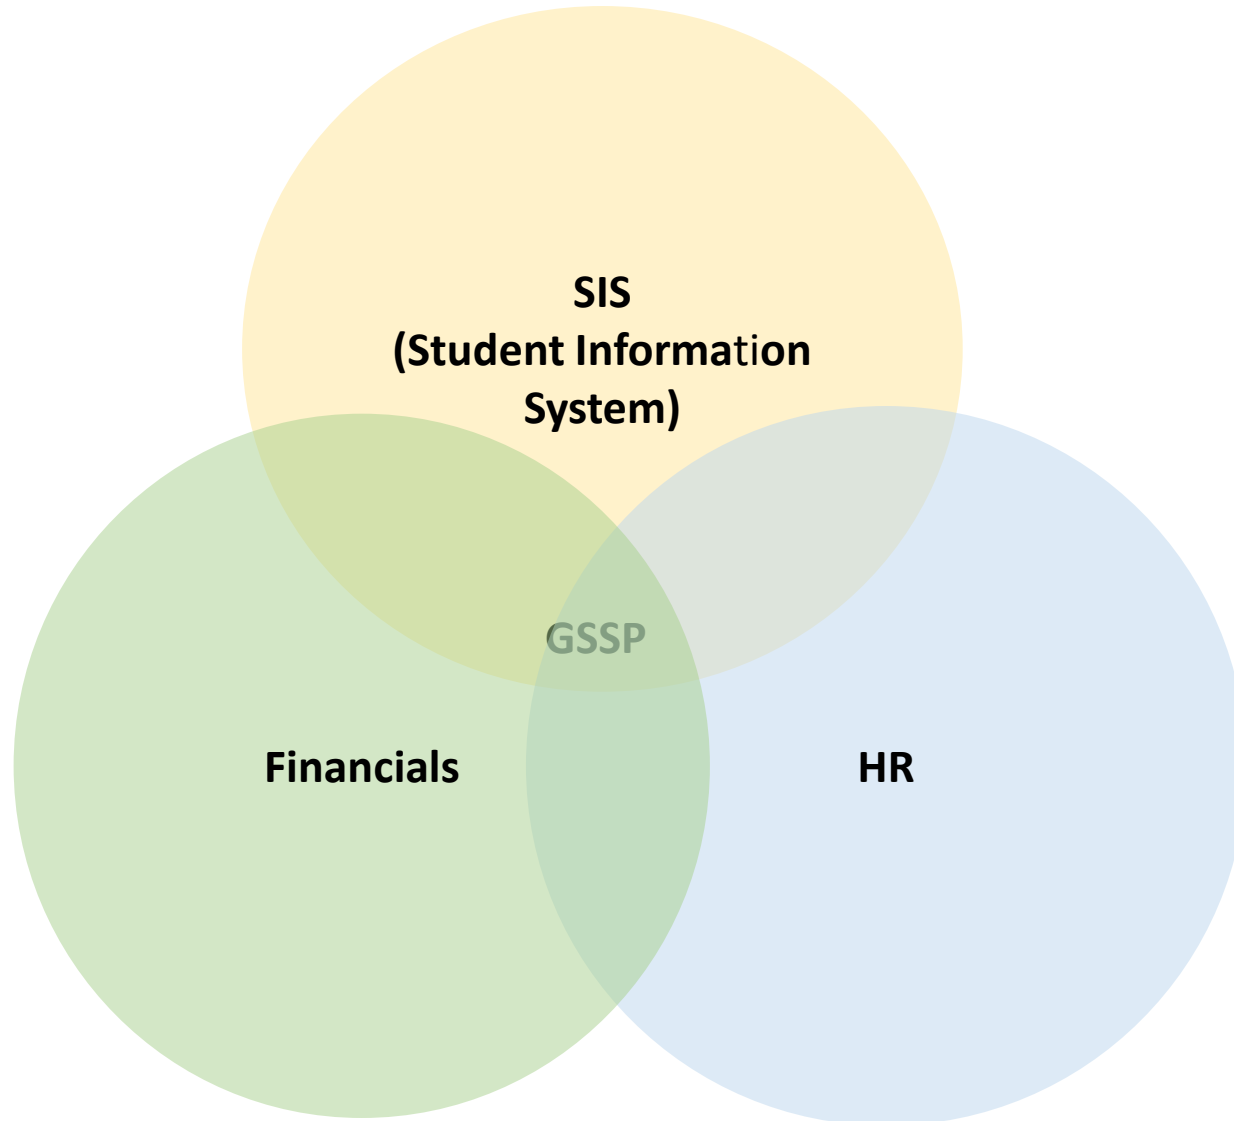 SIS
(Student Information
System)
GSSP
Financials
HR